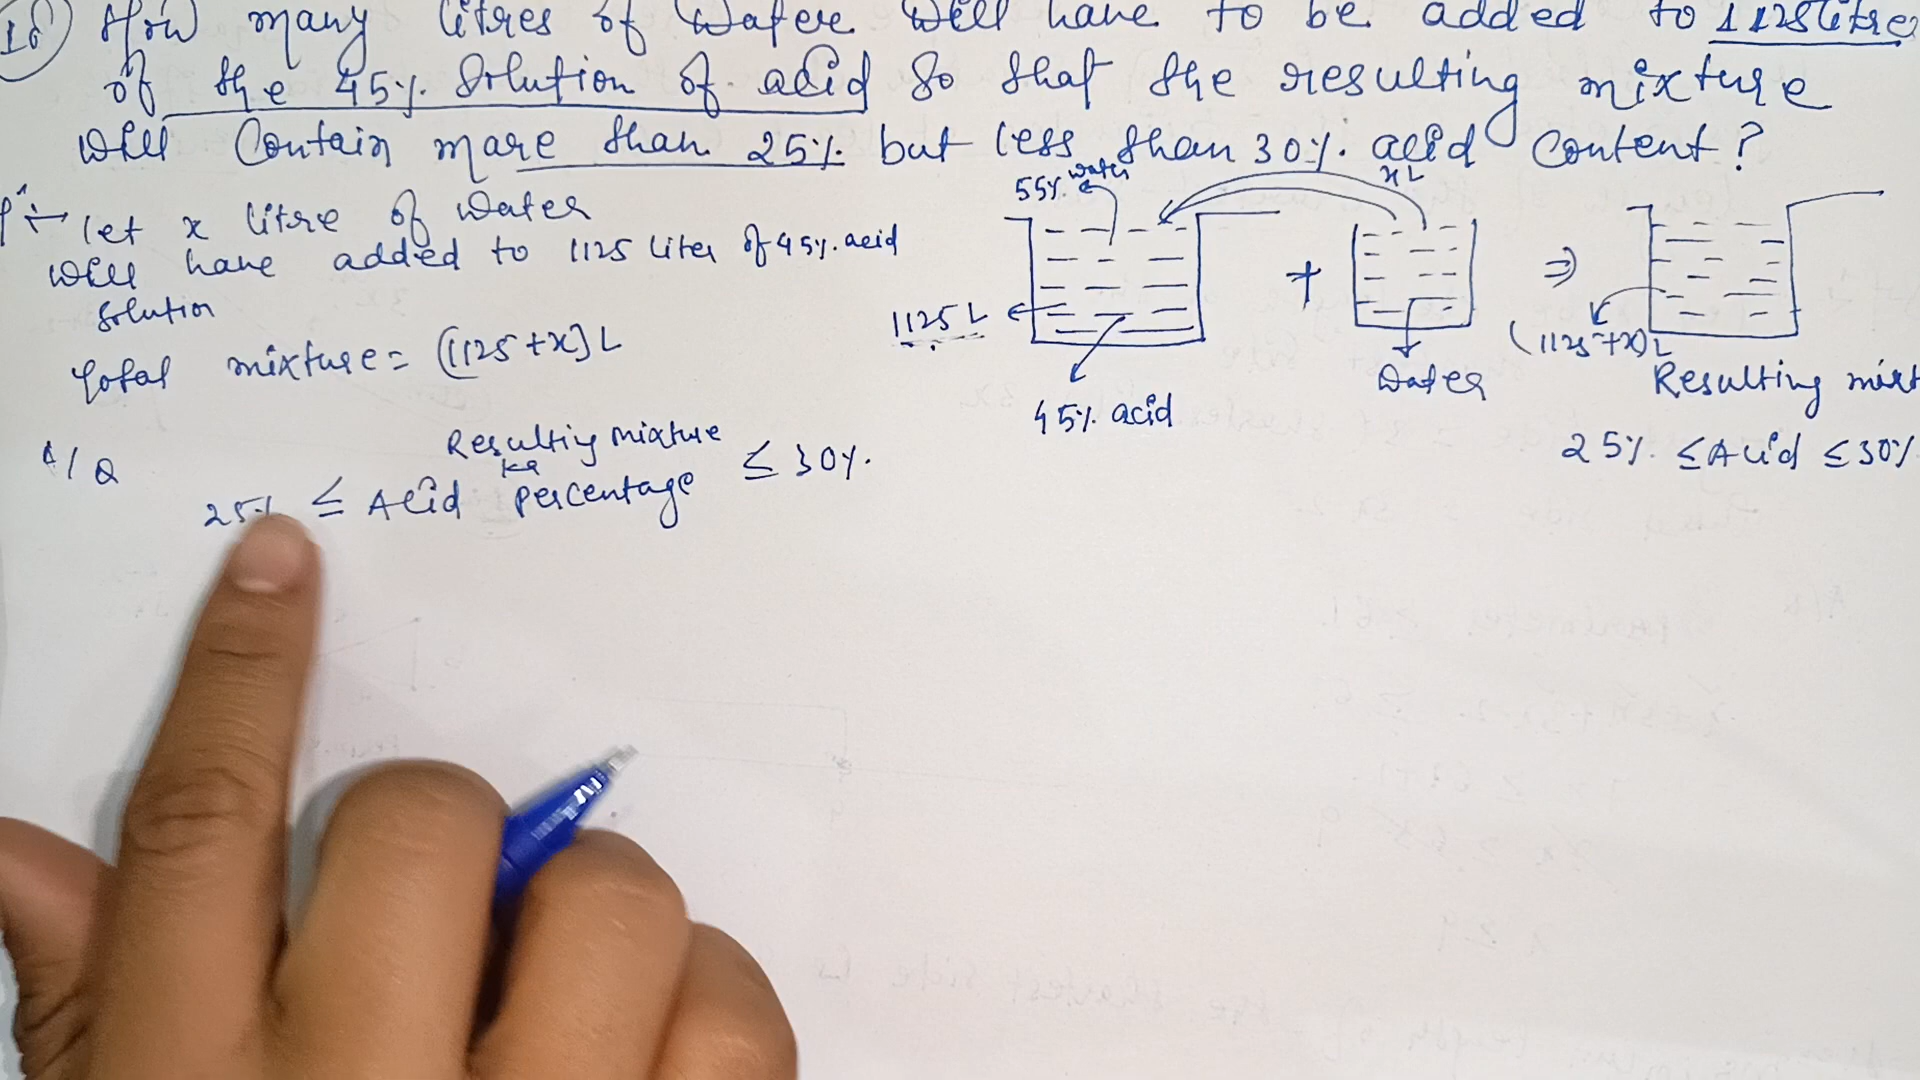 How many litres of water will have to be added to 1125 litre
of the 45% solution of acid so that the resulting mixture
will contain more than 25% but less than 30% acid content?
let x litre of water
will have added to 1125 liter of 45% acid
solution
Total mixture = (1125 + x) L
A/Q
Resulting mixture
ka
25% ≤ Acid percentage ≤ 30%.
55% water
x L
1125 L
+
⇒
(1125 + x) L
45% acid
Water
Resulting mixt
25% ≤ Acid ≤ 30%